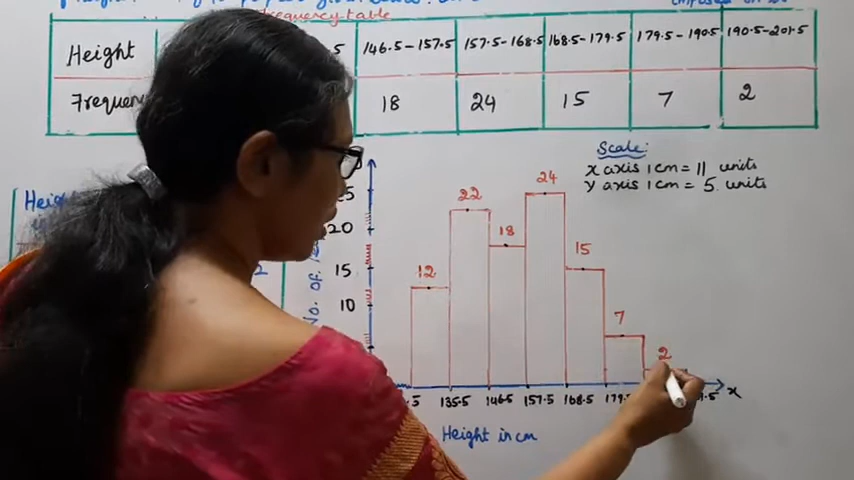 frequency table
Height 5 146.5-157.5 157.5-168.5 168.5-179.5 179.5-190.5 190.5-201.5
18 24 15 7 2
Scale:
x axis 1cm = 11 units
y axis 1cm = 5 units
24
22
20
18
15
15
12
10
7
2
No. of
135.5 146.5 157.5 168.5 x
Height in cm